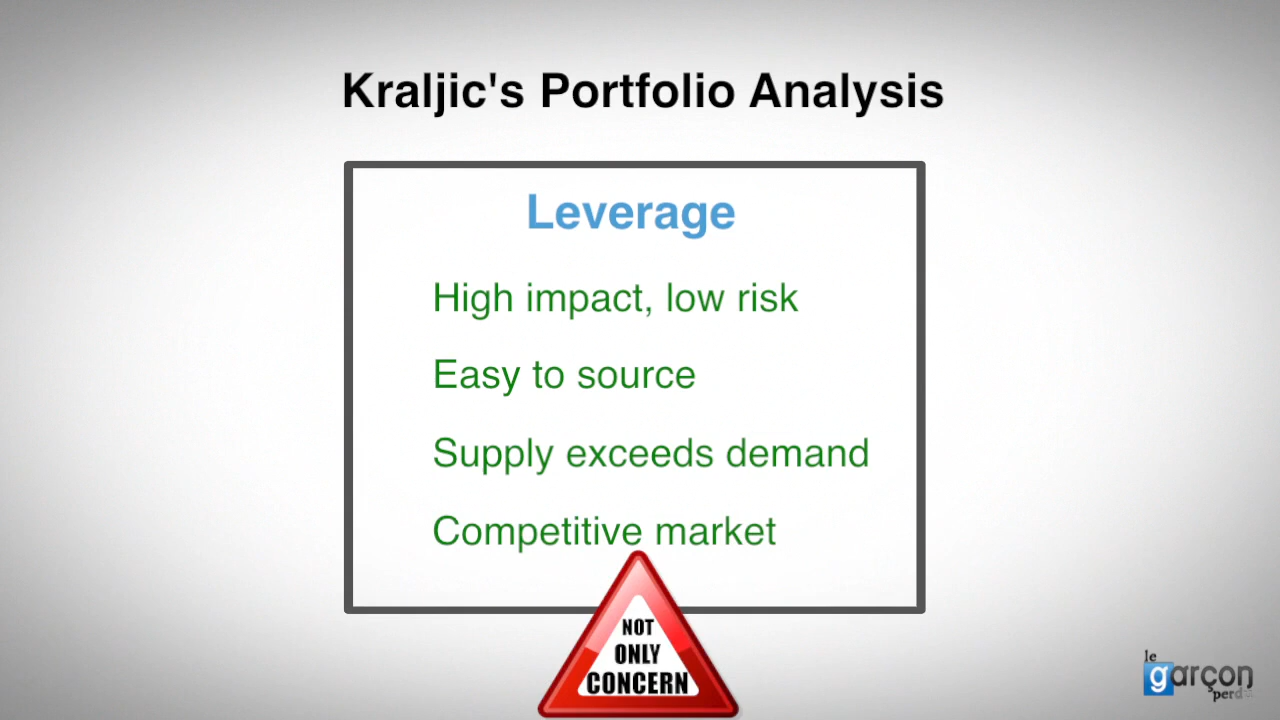 Kraljic's Portfolio Analysis
Leverage
High impact, low risk
Easy to source
Supply exceeds demand
Competitive market
NOT
ONLY
CONCERN
le
garçon